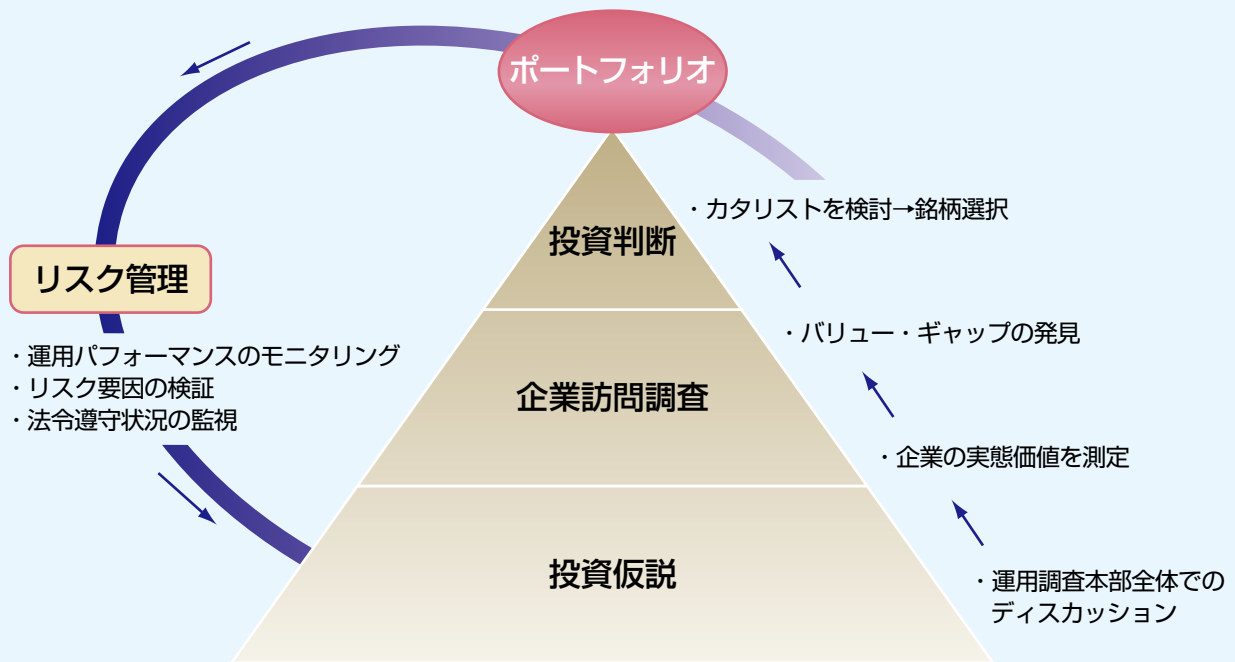 ポートフォリオ
・カタリストを検討→銘柄選択
投資判断
リスク管理
・バリュー・ギャップの発見
・運用パフォーマンスのモニタリング
・リスク要因の検証
・法令遵守状況の監視
企業訪問調査
・企業の実態価値を測定
投資仮説
・運用調査本部全体での
ディスカッション